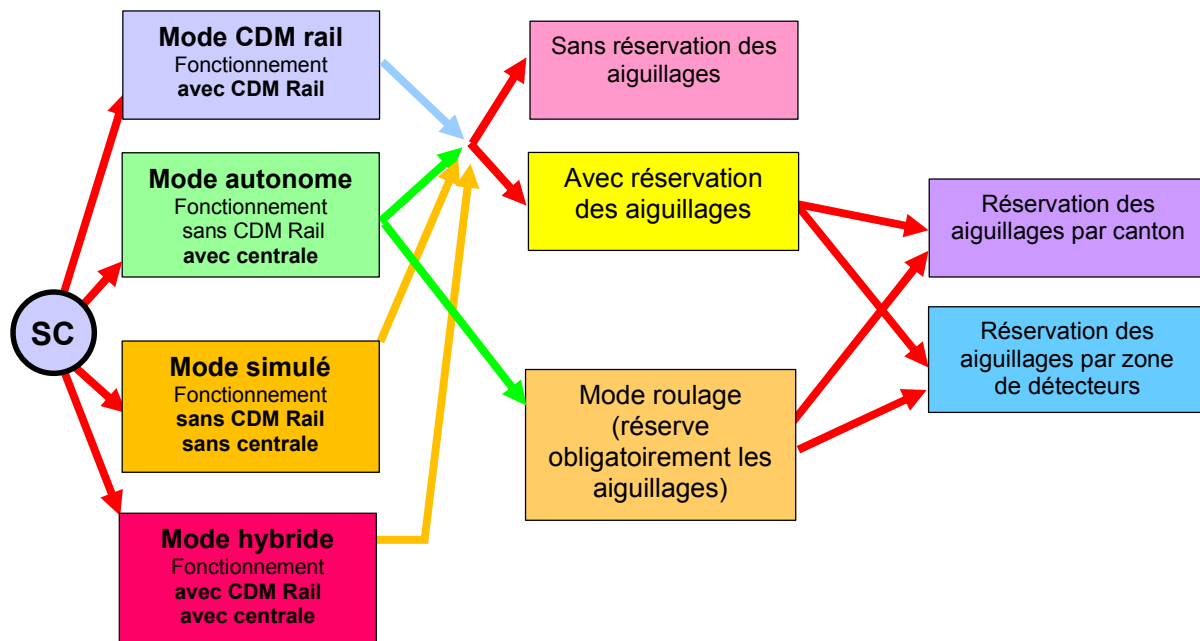 Mode CDM rail
Fonctionnement
avec CDM Rail
Sans réservation des
aiguillages
Mode autonome
Fonctionnement
sans CDM Rail
avec centrale
Avec réservation
des aiguillages
Réservation des
aiguillages par canton
SC
Mode simulé
Fonctionnement
sans CDM Rail
sans centrale
Réservation des
aiguillages par zone
de détecteurs
Mode roulage
(réserve
obligatoirement les
aiguillages)
Mode hybride
Fonctionnement
avec CDM Rail
avec centrale